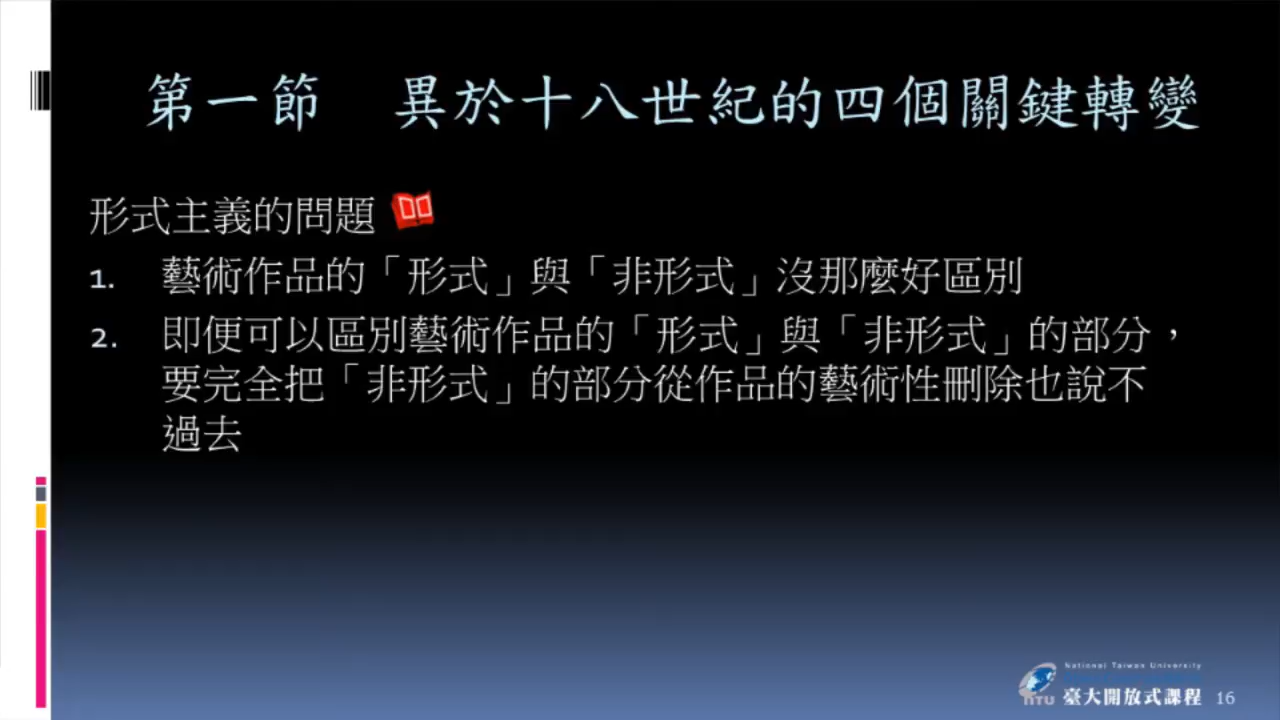 第一節　異於十八世紀的四個關鍵轉變
形式主義的問題
1. 藝術作品的「形式」與「非形式」沒那麼好區別
2. 即便可以區別藝術作品的「形式」與「非形式」的部分，
要完全把「非形式」的部分從作品的藝術性刪除也說不
過去
National Taiwan University
NTU 臺大開放式課程 16